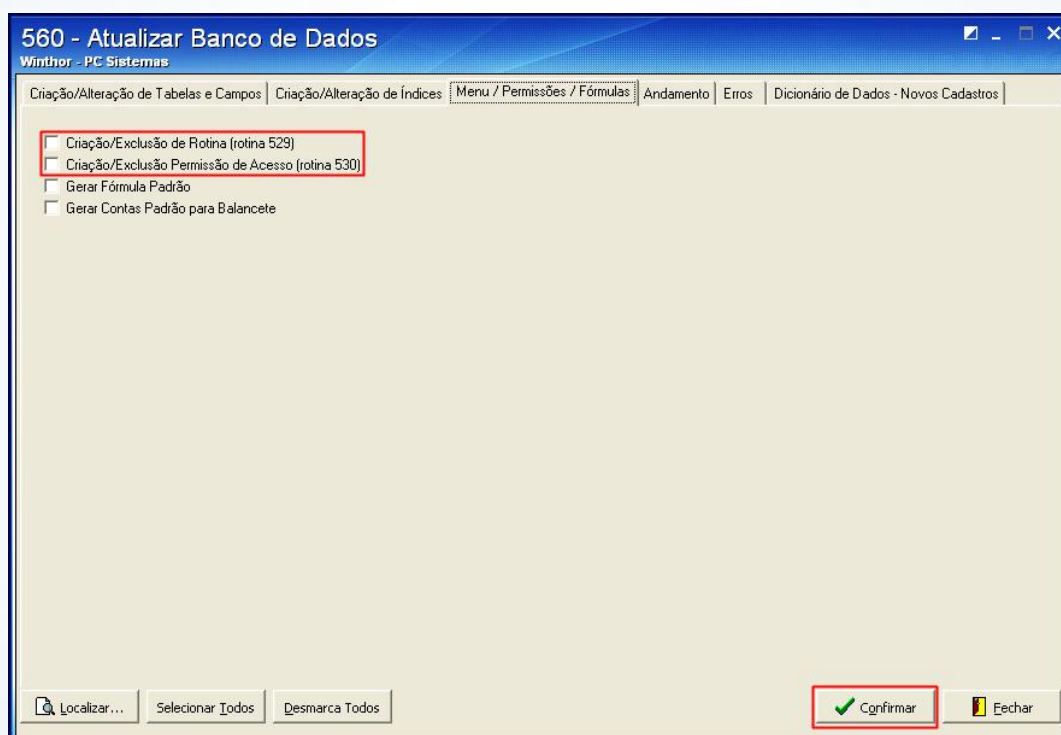 560 - Atualizar Banco de Dados
Winthor - PC Sistemas
Criação/Alteração de Tabelas e Campos Criação/Alteração de Índices Menu / Permissões / Fórmulas Andamento Erros Dicionário de Dados - Novos Cadastros
Criação/Exclusão de Rotina (rotina 529)
Criação/Exclusão Permissão de Acesso (rotina 530)
Gerar Fórmula Padrão
Gerar Contas Padrão para Balancete
Localizar... Selecionar Todos Desmarca Todos Confirmar Fechar